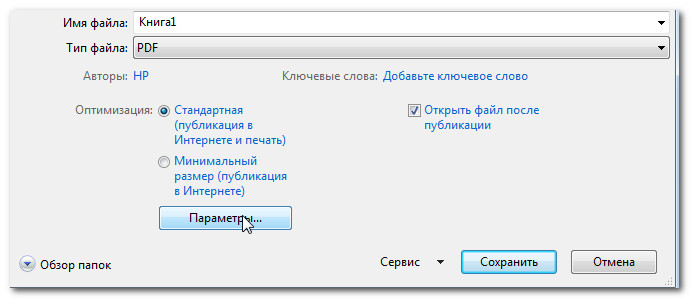 Имя файла: Книга1
Тип файла: PDF
Авторы: HP Ключевые слова: Добавьте ключевое слово
Оптимизация: Стандартная Открыть файл после
(публикация в публикации
Интернете и печать)
Минимальный
размер (публикация
в Интернете)
Параметры...
Обзор папок Сервис Сохранить Отмена